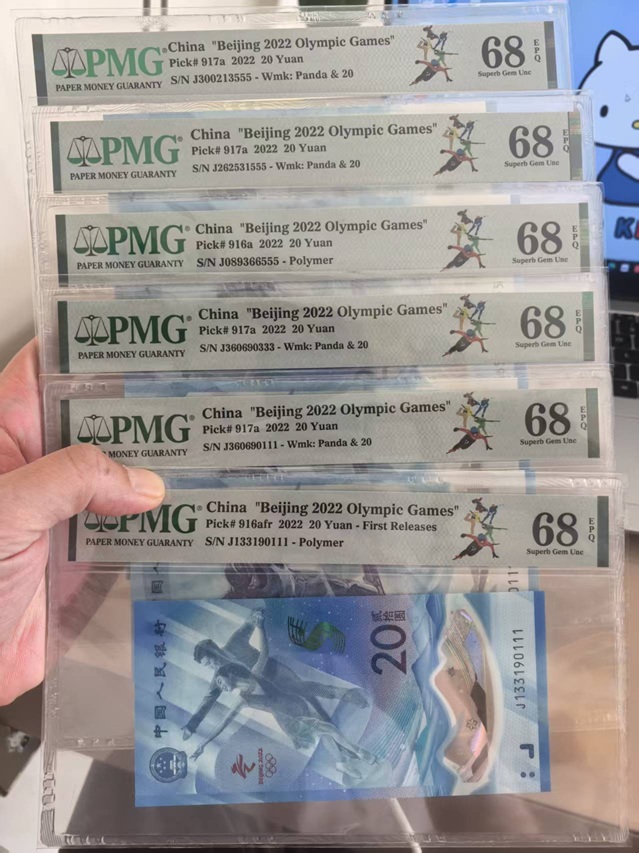 PMG®
PAPER MONEY GUARANTY
China "Beijing 2022 Olympic Games"
Pick# 917a 2022 20 Yuan
S/N J300213555 - Wmk: Panda & 20
68
EPQ
Superb Gem Unc
PMG®
PAPER MONEY GUARANTY
China "Beijing 2022 Olympic Games"
Pick# 917a 2022 20 Yuan
S/N J262531555 - Wmk: Panda & 20
68
EPQ
Superb Gem Unc
PMG®
PAPER MONEY GUARANTY
China "Beijing 2022 Olympic Games"
Pick# 916a 2022 20 Yuan
S/N J089366555 - Polymer
68
EPQ
Superb Gem Unc
PMG®
PAPER MONEY GUARANTY
China "Beijing 2022 Olympic Games"
Pick# 917a 2022 20 Yuan
S/N J360690333 - Wmk: Panda & 20
68
EPQ
Superb Gem Unc
PMG®
MONEY GUARANTY
China "Beijing 2022 Olympic Games"
Pick# 917a 2022 20 Yuan
S/N J360690111 - Wmk: Panda & 20
68
EPQ
Superb Gem Unc
PMG®
PAPER MONEY GUARANTY
China "Beijing 2022 Olympic Games"
Pick# 916afr 2022 20 Yuan - First Releases
S/N J133190111 - Polymer
68
EPQ
Superb Gem Unc
中国人民银行
20
贰拾圆
J133190111
BEIJING 2022